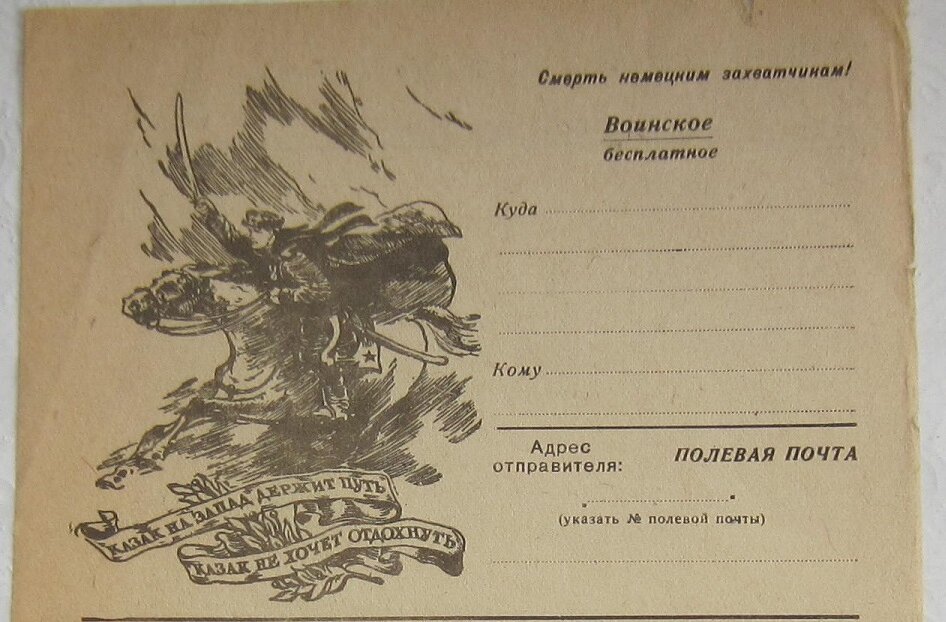 Смерть немецким захватчикам!
Воинское
бесплатное
Куда
Кому
Адрес
отправителя:
ПОЛЕВАЯ ПОЧТА
(указать № полевой почты)
КАЗАК НА ЗАПАД ДЕРЖИТ ПУТЬ
КАЗАК НЕ ХОЧЕТ ОТДОХНУТЬ